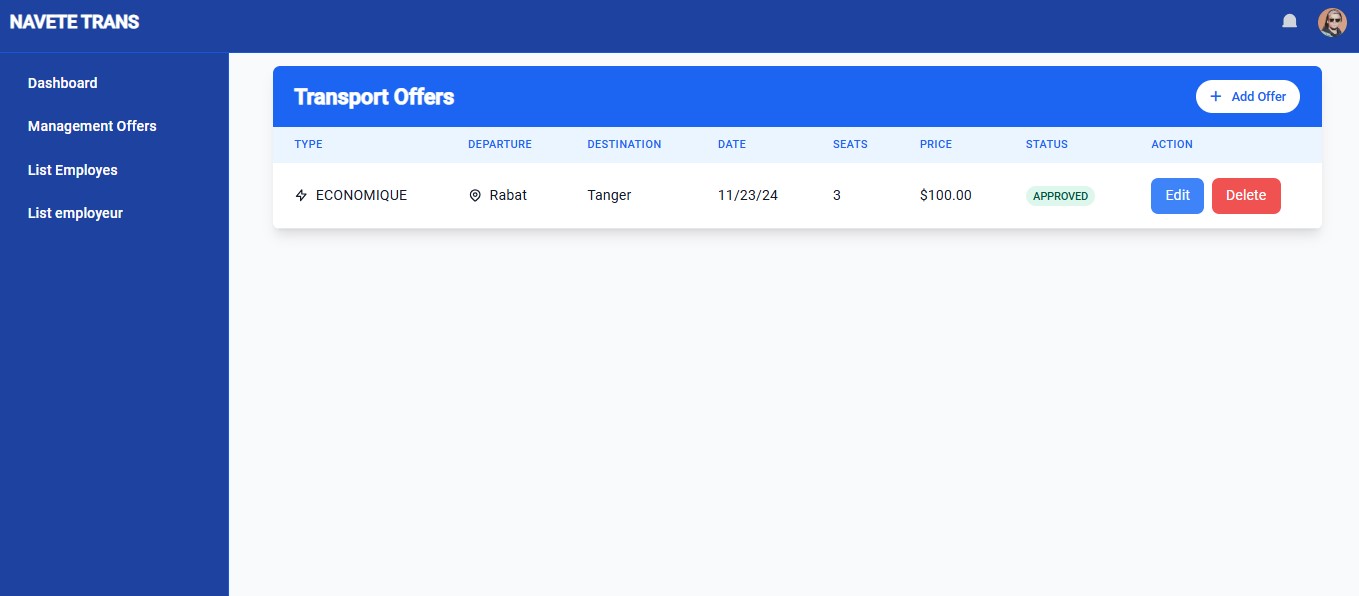 NAVETE TRANS
Dashboard
Management Offers
List Employes
List employeur
Transport Offers
Add Offer
TYPE DEPARTURE DESTINATION DATE SEATS PRICE STATUS ACTION
ECONOMIQUE Rabat Tanger 11/23/24 3 $100.00 APPROVED Edit Delete